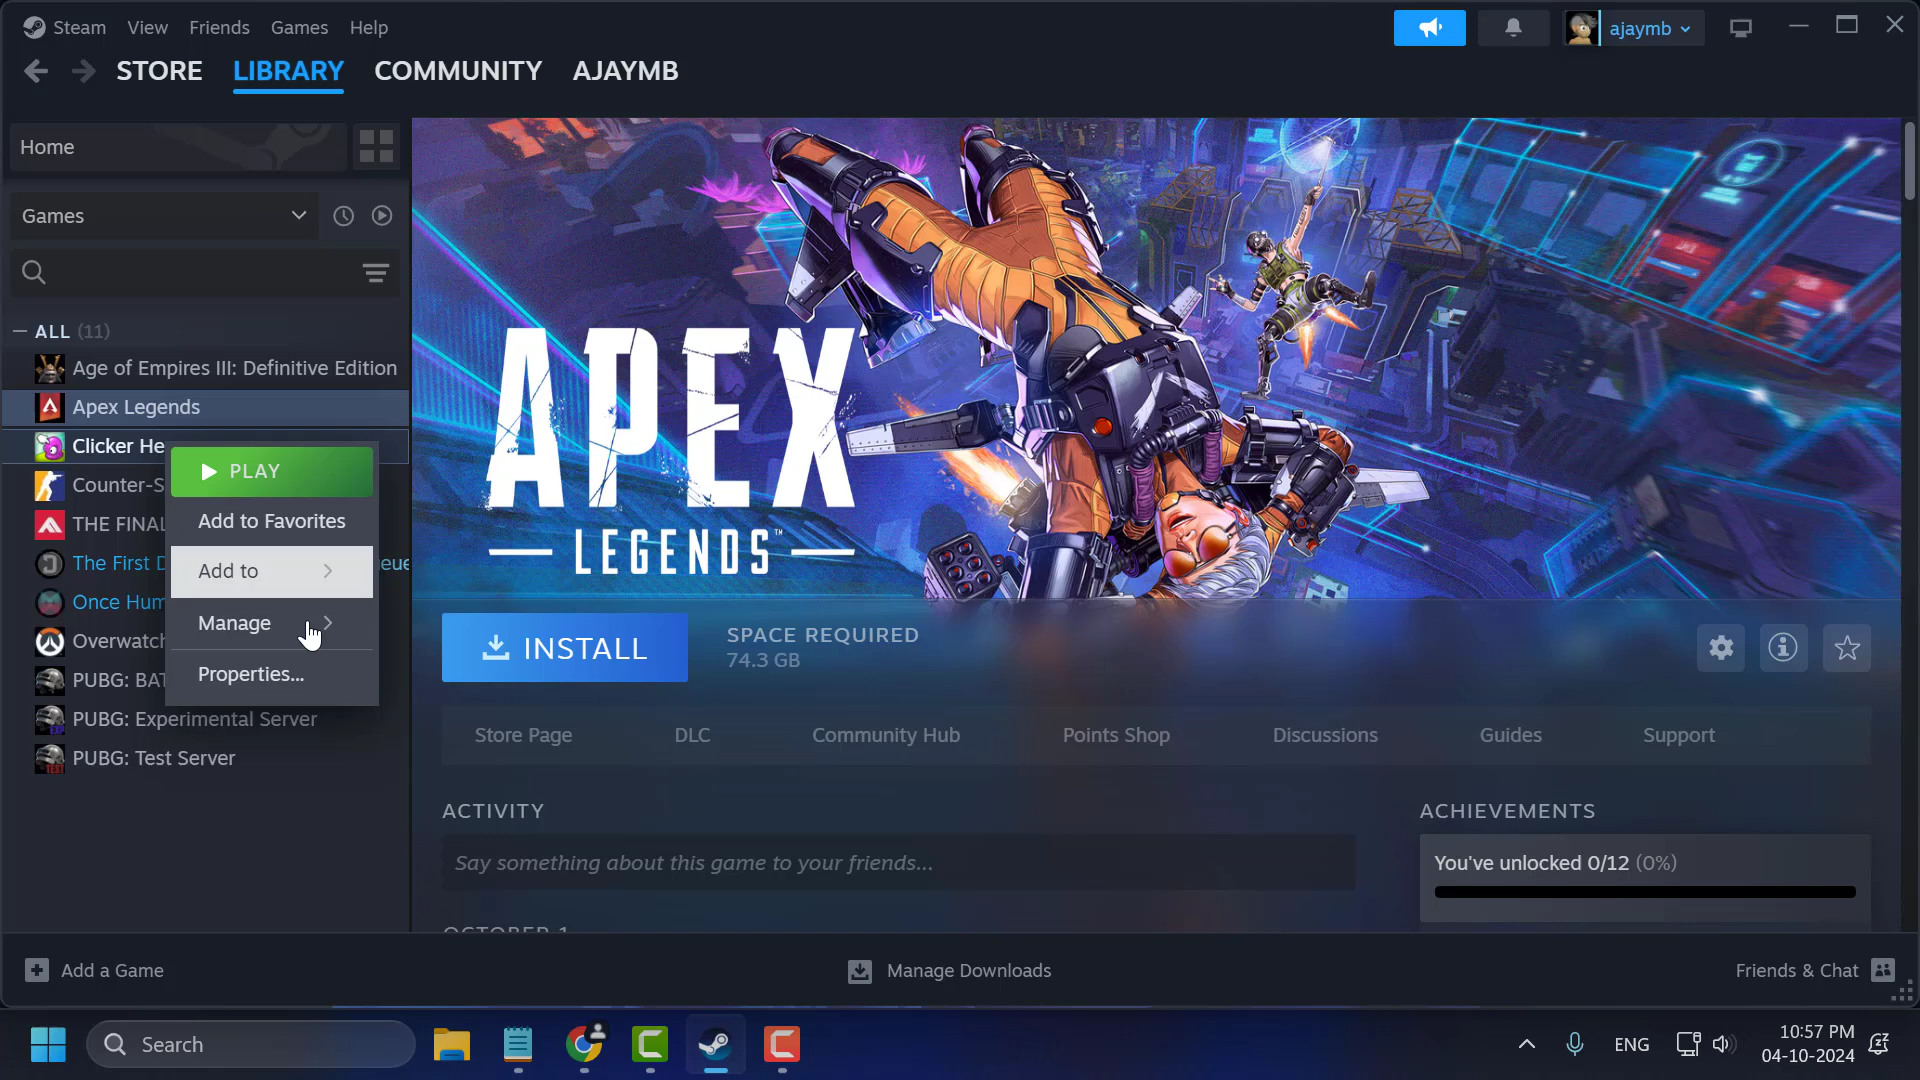 Steam View Friends Games Help
ajaymb
STORE LIBRARY COMMUNITY AJAYMB
Home
Games
ALL (11)
Age of Empires III: Definitive Edition
Apex Legends
Clicker He
Counter-S
THE FINAL
The First D
eue
Once Hum
Overwatch
PUBG: BAT
PUBG: Experimental Server
PUBG: Test Server
PLAY
Add to Favorites
Add to
Manage
Properties...
APEX
LEGENDS™
INSTALL
SPACE REQUIRED
74.3 GB
Store Page DLC Community Hub Points Shop Discussions Guides Support
ACTIVITY
Say something about this game to your friends...
OCTOBER 1
ACHIEVEMENTS
You've unlocked 0/12 (0%)
Add a Game
Manage Downloads
Friends & Chat
Search
ENG
10:57 PM
04-10-2024